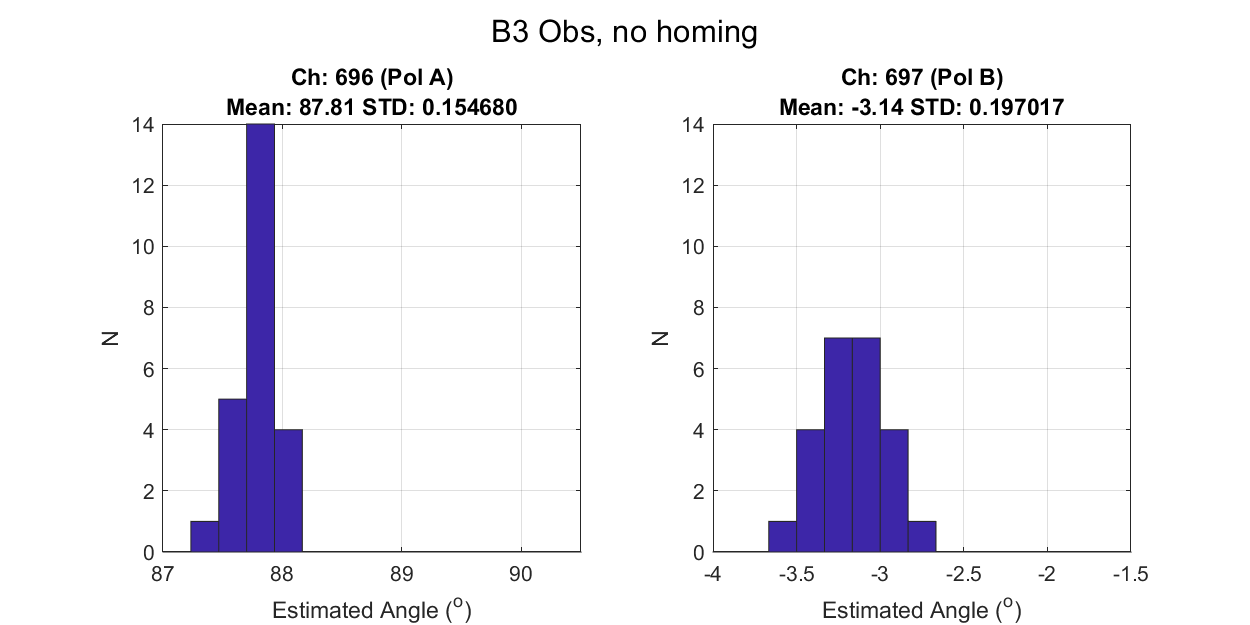 B3 Obs, no homing
Ch: 696 (Pol A)
Mean: 87.81 STD: 0.154680
14
12
10
8
6
4
2
0
N
87
88
89
90
Estimated Angle (o)
Ch: 697 (Pol B)
Mean: -3.14 STD: 0.197017
14
12
10
8
6
4
2
0
N
-4
-3.5
-3
-2.5
-2
-1.5
Estimated Angle (o)